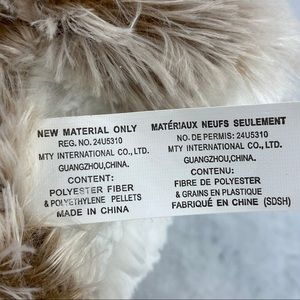 NEW MATERIAL ONLY
REG. NO. 24U5310
MTY INTERNATIONAL CO., LTD.
GUANGZHOU,CHINA.
CONTENT:
POLYESTER FIBER
& POLYETHYLENE PELLETS
MADE IN CHINA
MATÉRIAUX NEUFS SEULEMENT
NO. DE PERMIS: 24U5310
MTY INTERNATIONAL CO., LTD.
GUANGZHOU,CHINA.
CONTENU:
FIBRE DE POLYESTER
& GRAINS EN PLASTIQUE
FABRIQUÉ EN CHINE (SDSH)